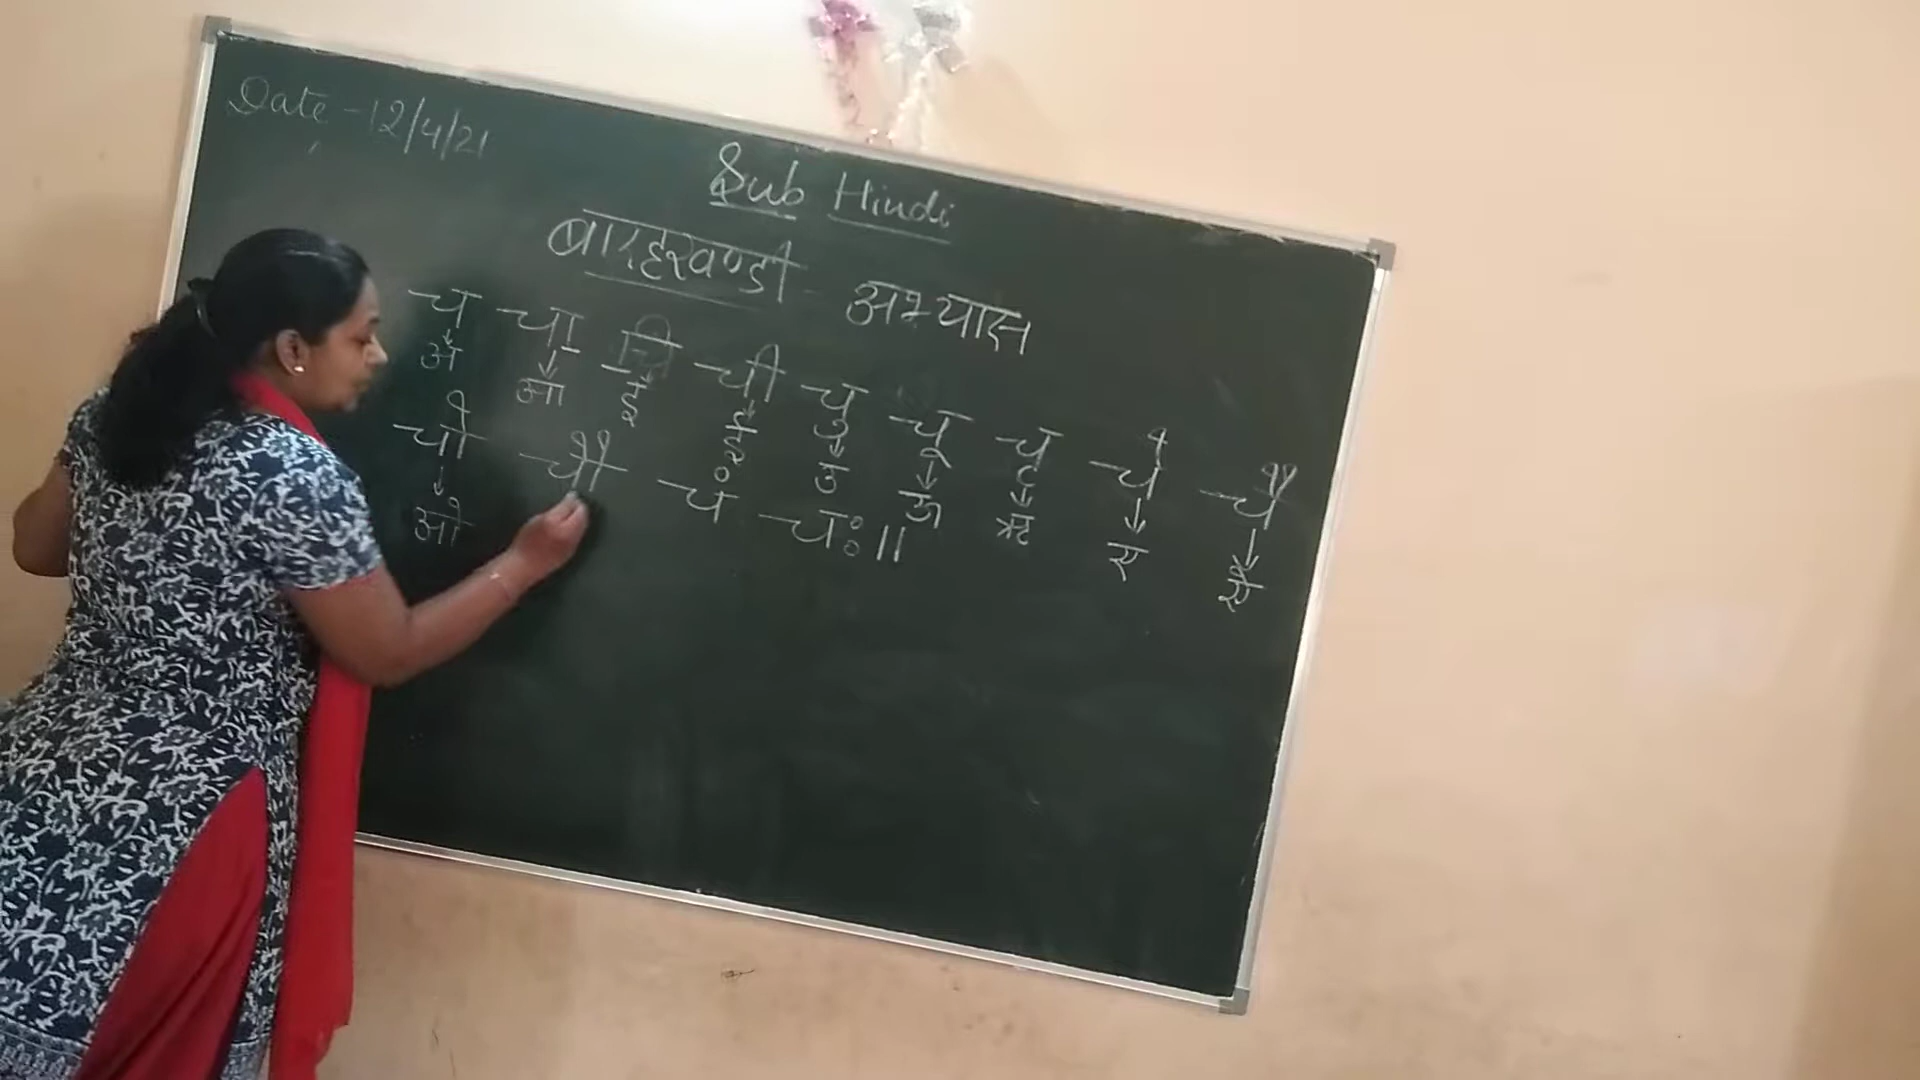 Date - 12/4/21
Sub Hindi
बारहखण्डी - अभ्यास
च चा चि ची चु चू चृ चे चै
↓ ↓ ↓ ↓ ↓ ↓ ↓ ↓ ↓
अ आ इ ई उ ऊ ऋ ए ऐ
चो चौ चं चः॥
↓
ओ